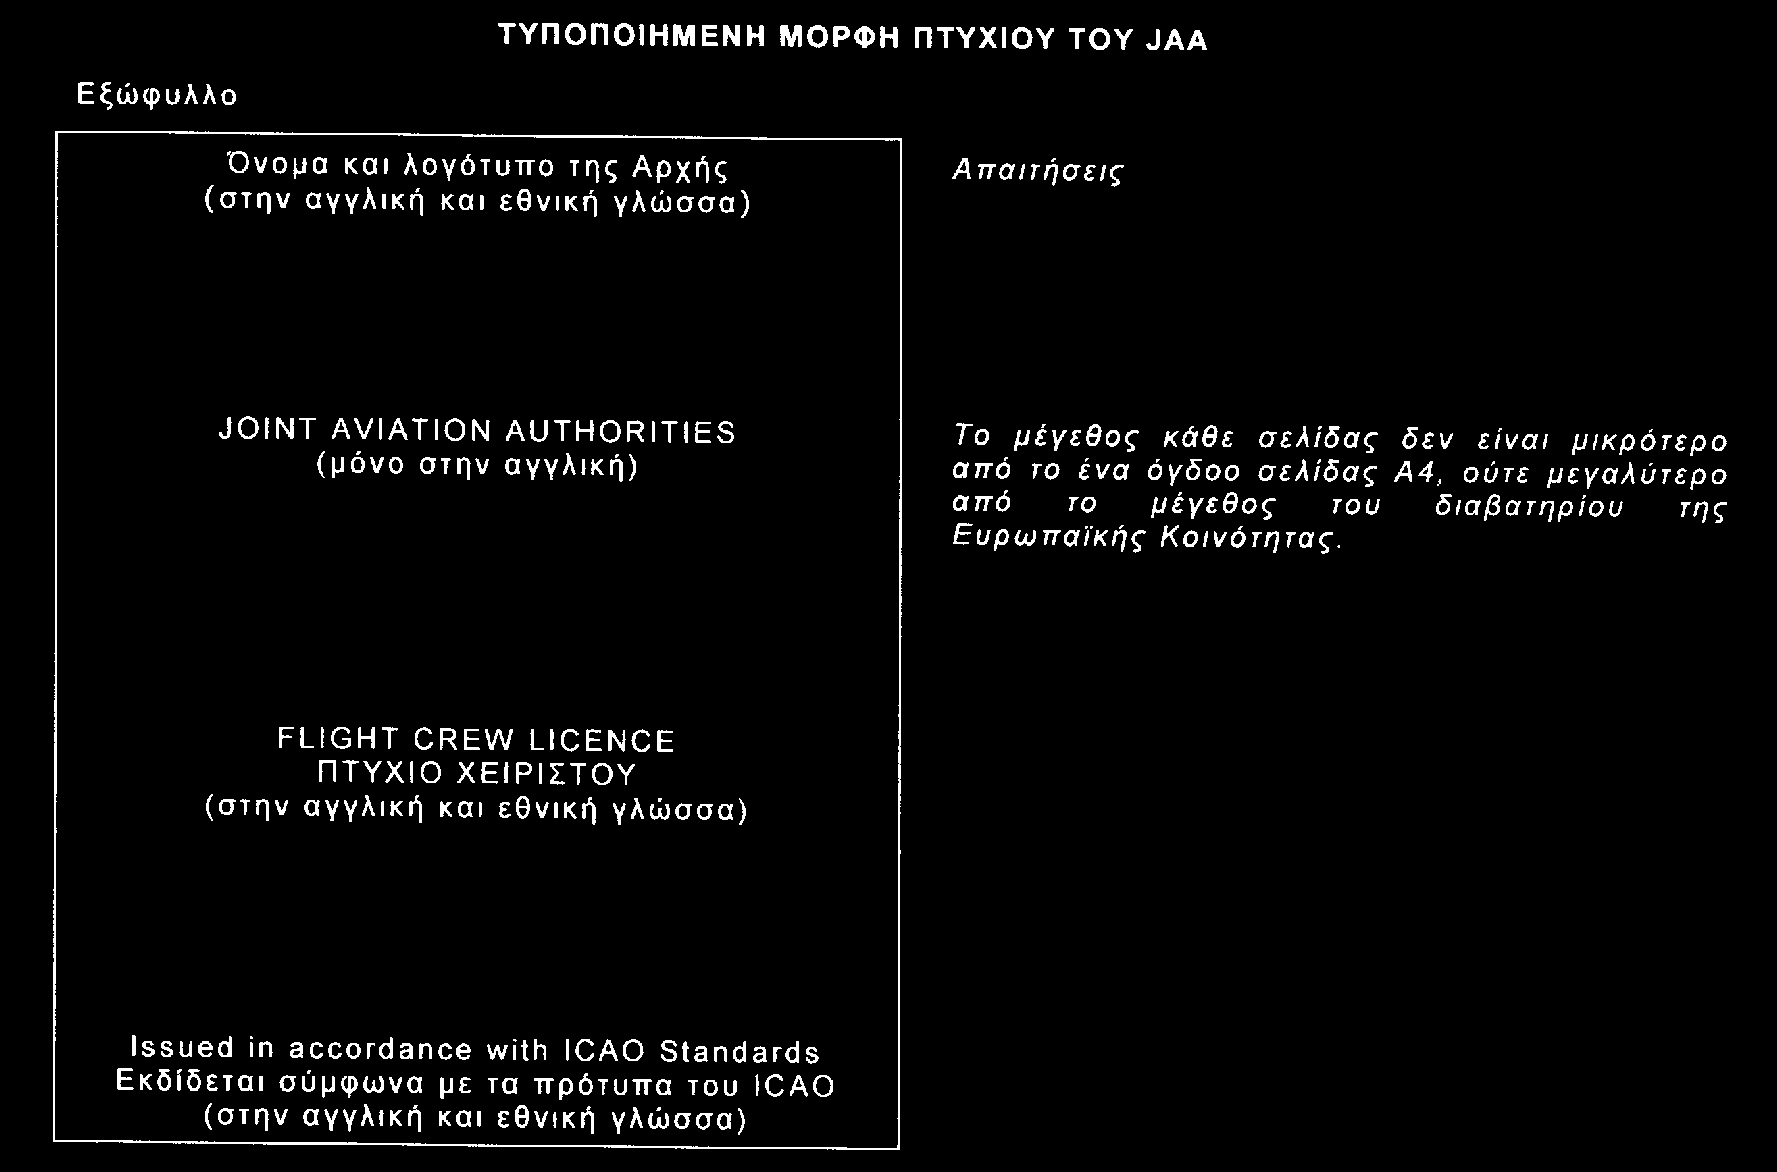 ΤΥΠΟΠΟΙΗΜΕΝΗ ΜΟΡΦΗ ΠΤΥΧΙΟΥ ΤΟΥ JAA
Εξώφυλλο
Όνομα και λογότυπο της Αρχής
(στην αγγλική και εθνική γλώσσα)
JOINT AVIATION AUTHORITIES
(μόνο στην αγγλική)
FLIGHT CREW LICENCE
ΠΤΥΧΙΟ ΧΕΙΡΙΣΤΟΥ
(στην αγγλική και εθνική γλώσσα)
Issued in accordance with ICAO Standards
Εκδίδεται σύμφωνα με τα πρότυπα του ICAO
(στην αγγλική και εθνική γλώσσα)
Απαιτήσεις
Το μέγεθος κάθε σελίδας δεν είναι μικρότερο
από το ένα όγδοο σελίδας Α4, ούτε μεγαλύτερο
από το μέγεθος του διαβατηρίου της
Ευρωπαϊκής Κοινότητας.